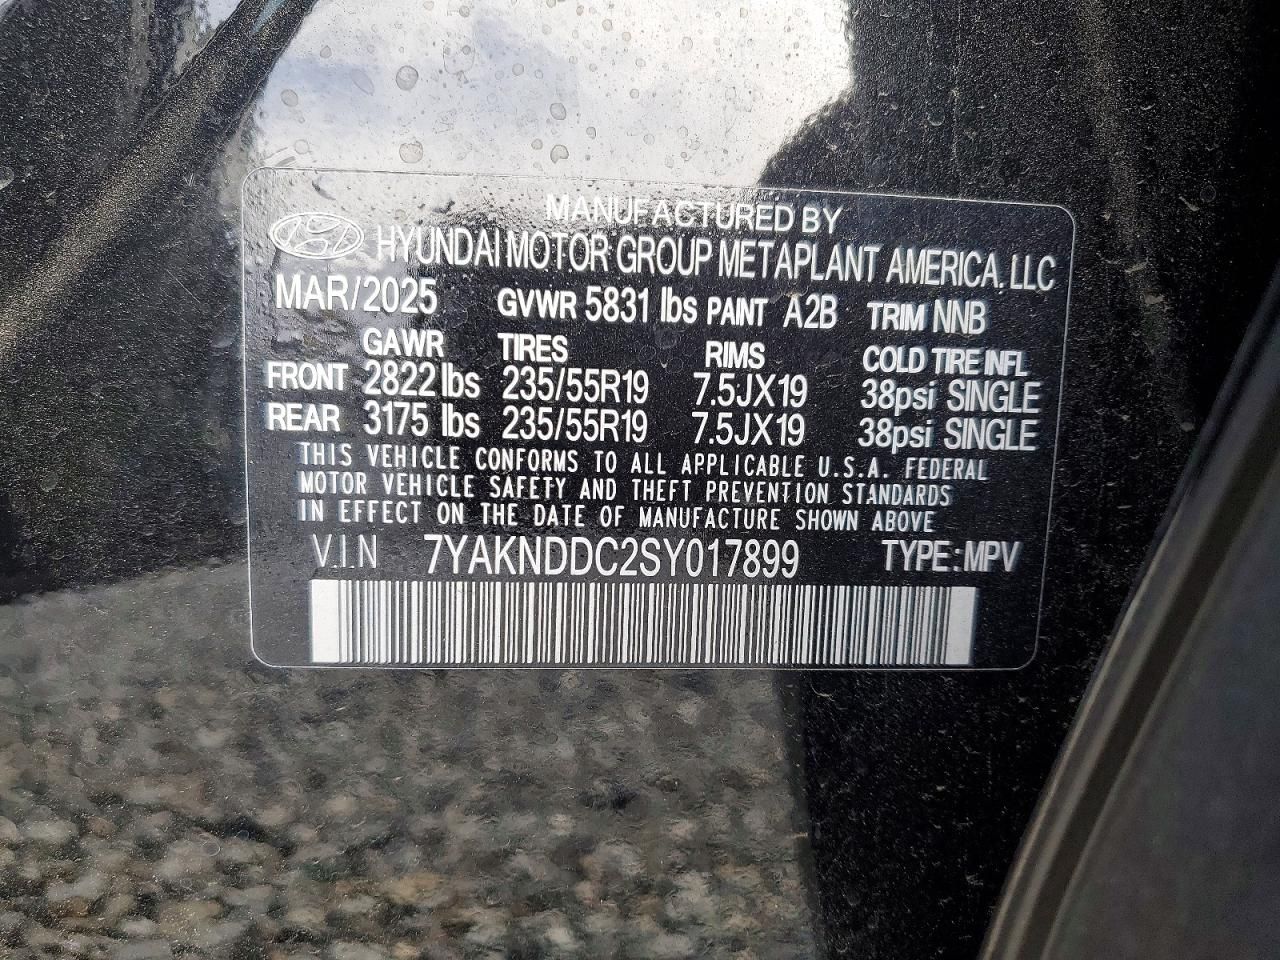 MANUFACTURED BY
HYUNDAI MOTOR GROUP METAPLANT AMERICA. LLC
MAR/2025 GVWR 5831 lbs PAINT A2B TRIM NNB
GAWR TIRES RIMS COLD TIRE INFL
FRONT 2822 lbs 235/55R19 7.5JX19 38psi SINGLE
REAR 3175 lbs 235/55R19 7.5JX19 38psi SINGLE
THIS VEHICLE CONFORMS TO ALL APPLICABLE U.S.A. FEDERAL
MOTOR VEHICLE SAFETY AND THEFT PREVENTION STANDARDS
IN EFFECT ON THE DATE OF MANUFACTURE SHOWN ABOVE
V.I.N 7YAKNDDC2SY017899 TYPE:MPV